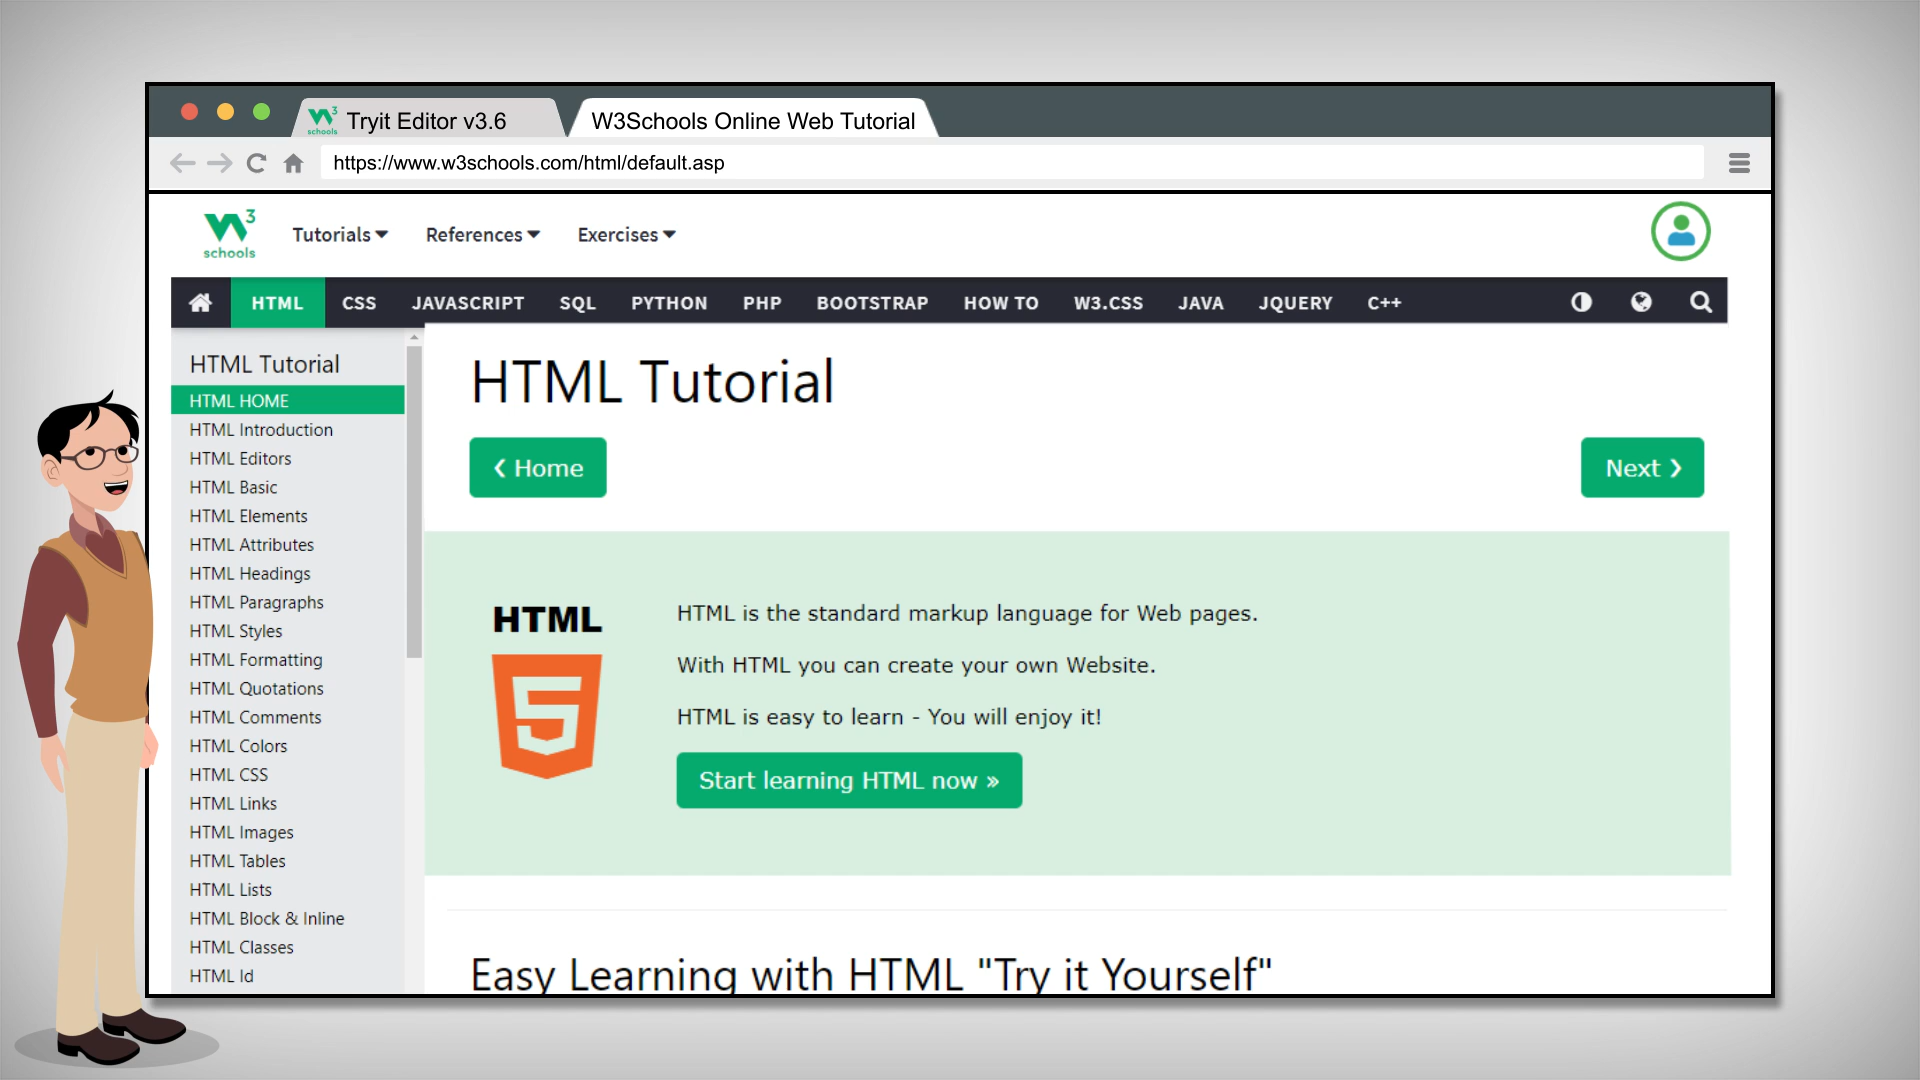 W3 schools Tryit Editor v3.6
W3Schools Online Web Tutorial
https://www.w3schools.com/html/default.asp
W3 schools
Tutorials
References
Exercises
HTML CSS JAVASCRIPT SQL PYTHON PHP BOOTSTRAP HOW TO W3.CSS JAVA JQUERY C++
HTML Tutorial
HTML HOME
HTML Introduction
HTML Editors
HTML Basic
HTML Elements
HTML Attributes
HTML Headings
HTML Paragraphs
HTML Styles
HTML Formatting
HTML Quotations
HTML Comments
HTML Colors
HTML CSS
HTML Links
HTML Images
HTML Tables
HTML Lists
HTML Block & Inline
HTML Classes
HTML Id
HTML Tutorial
❮ Home
Next ❯
HTML
5
HTML is the standard markup language for Web pages.
With HTML you can create your own Website.
HTML is easy to learn - You will enjoy it!
Start learning HTML now »
Easy Learning with HTML "Try it Yourself"